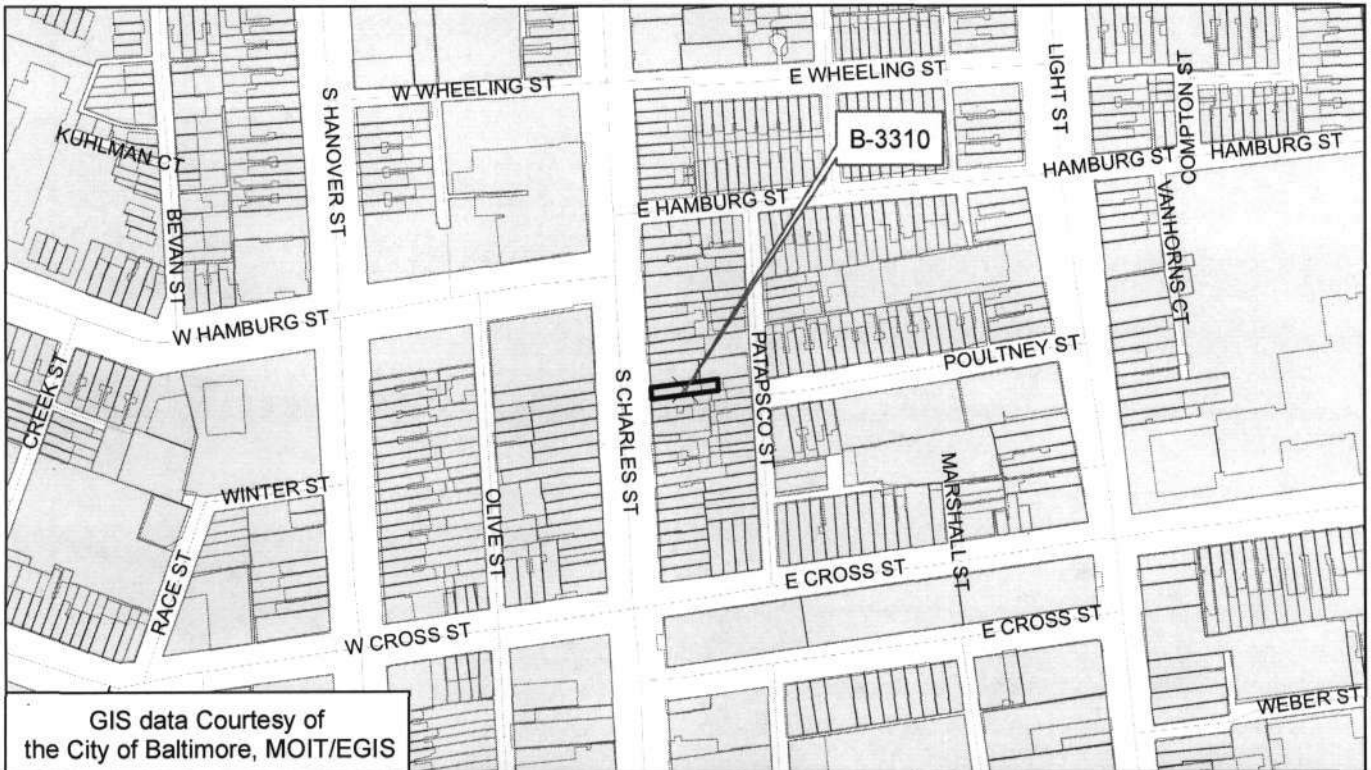 E WHEELING ST
W WHEELING ST
S HANOVER ST
LIGHT ST
COMPTON ST
KUHLMAN CT
B-3310
HAMBURG ST
HAMBURG ST
E HAMBURG ST
BEVAN ST
VANHORNS CT
W HAMBURG ST
CREEK ST
S CHARLES ST
PATAPSCO ST
POULTNEY ST
WINTER ST
OLIVE ST
MARSHALL ST
RACE ST
E CROSS ST
W CROSS ST
E CROSS ST
WEBER ST
GIS data Courtesy of
the City of Baltimore, MOIT/EGIS